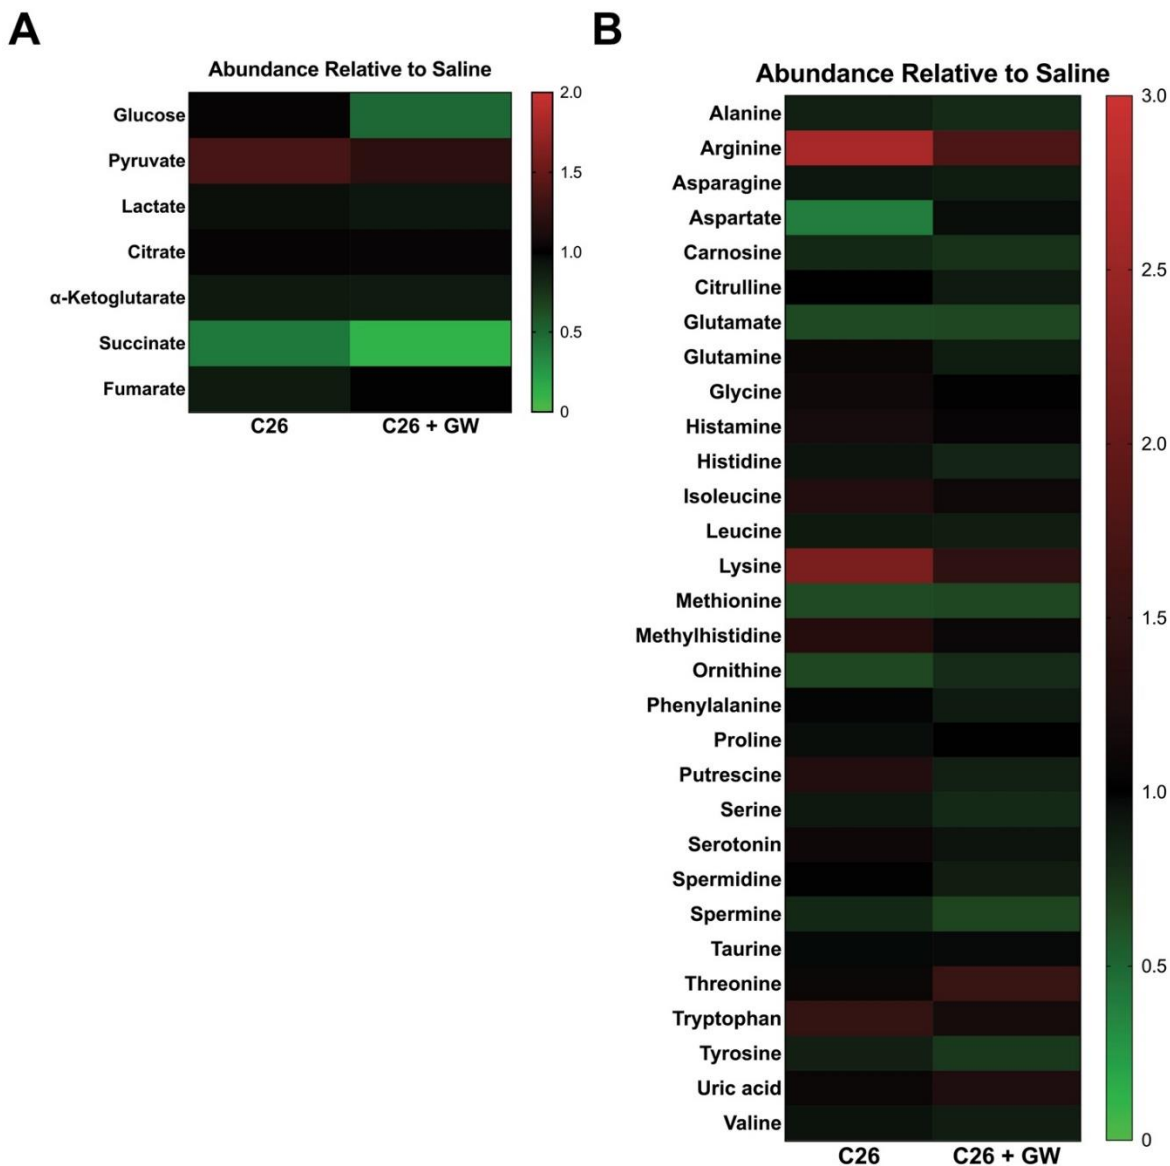 A
Abundance Relative to Saline
Glucose
Pyruvate
Lactate
Citrate
α-Ketoglutarate
Succinate
Fumarate
C26
C26 + GW
2.0
1.5
1.0
0.5
0
B
Abundance Relative to Saline
Alanine
Arginine
Asparagine
Aspartate
Carnosine
Citrulline
Glutamate
Glutamine
Glycine
Histamine
Histidine
Isoleucine
Leucine
Lysine
Methionine
Methylhistidine
Ornithine
Phenylalanine
Proline
Putrescine
Serine
Serotonin
Spermidine
Spermine
Taurine
Threonine
Tryptophan
Tyrosine
Uric acid
Valine
C26
C26 + GW
3.0
2.5
2.0
1.5
1.0
0.5
0